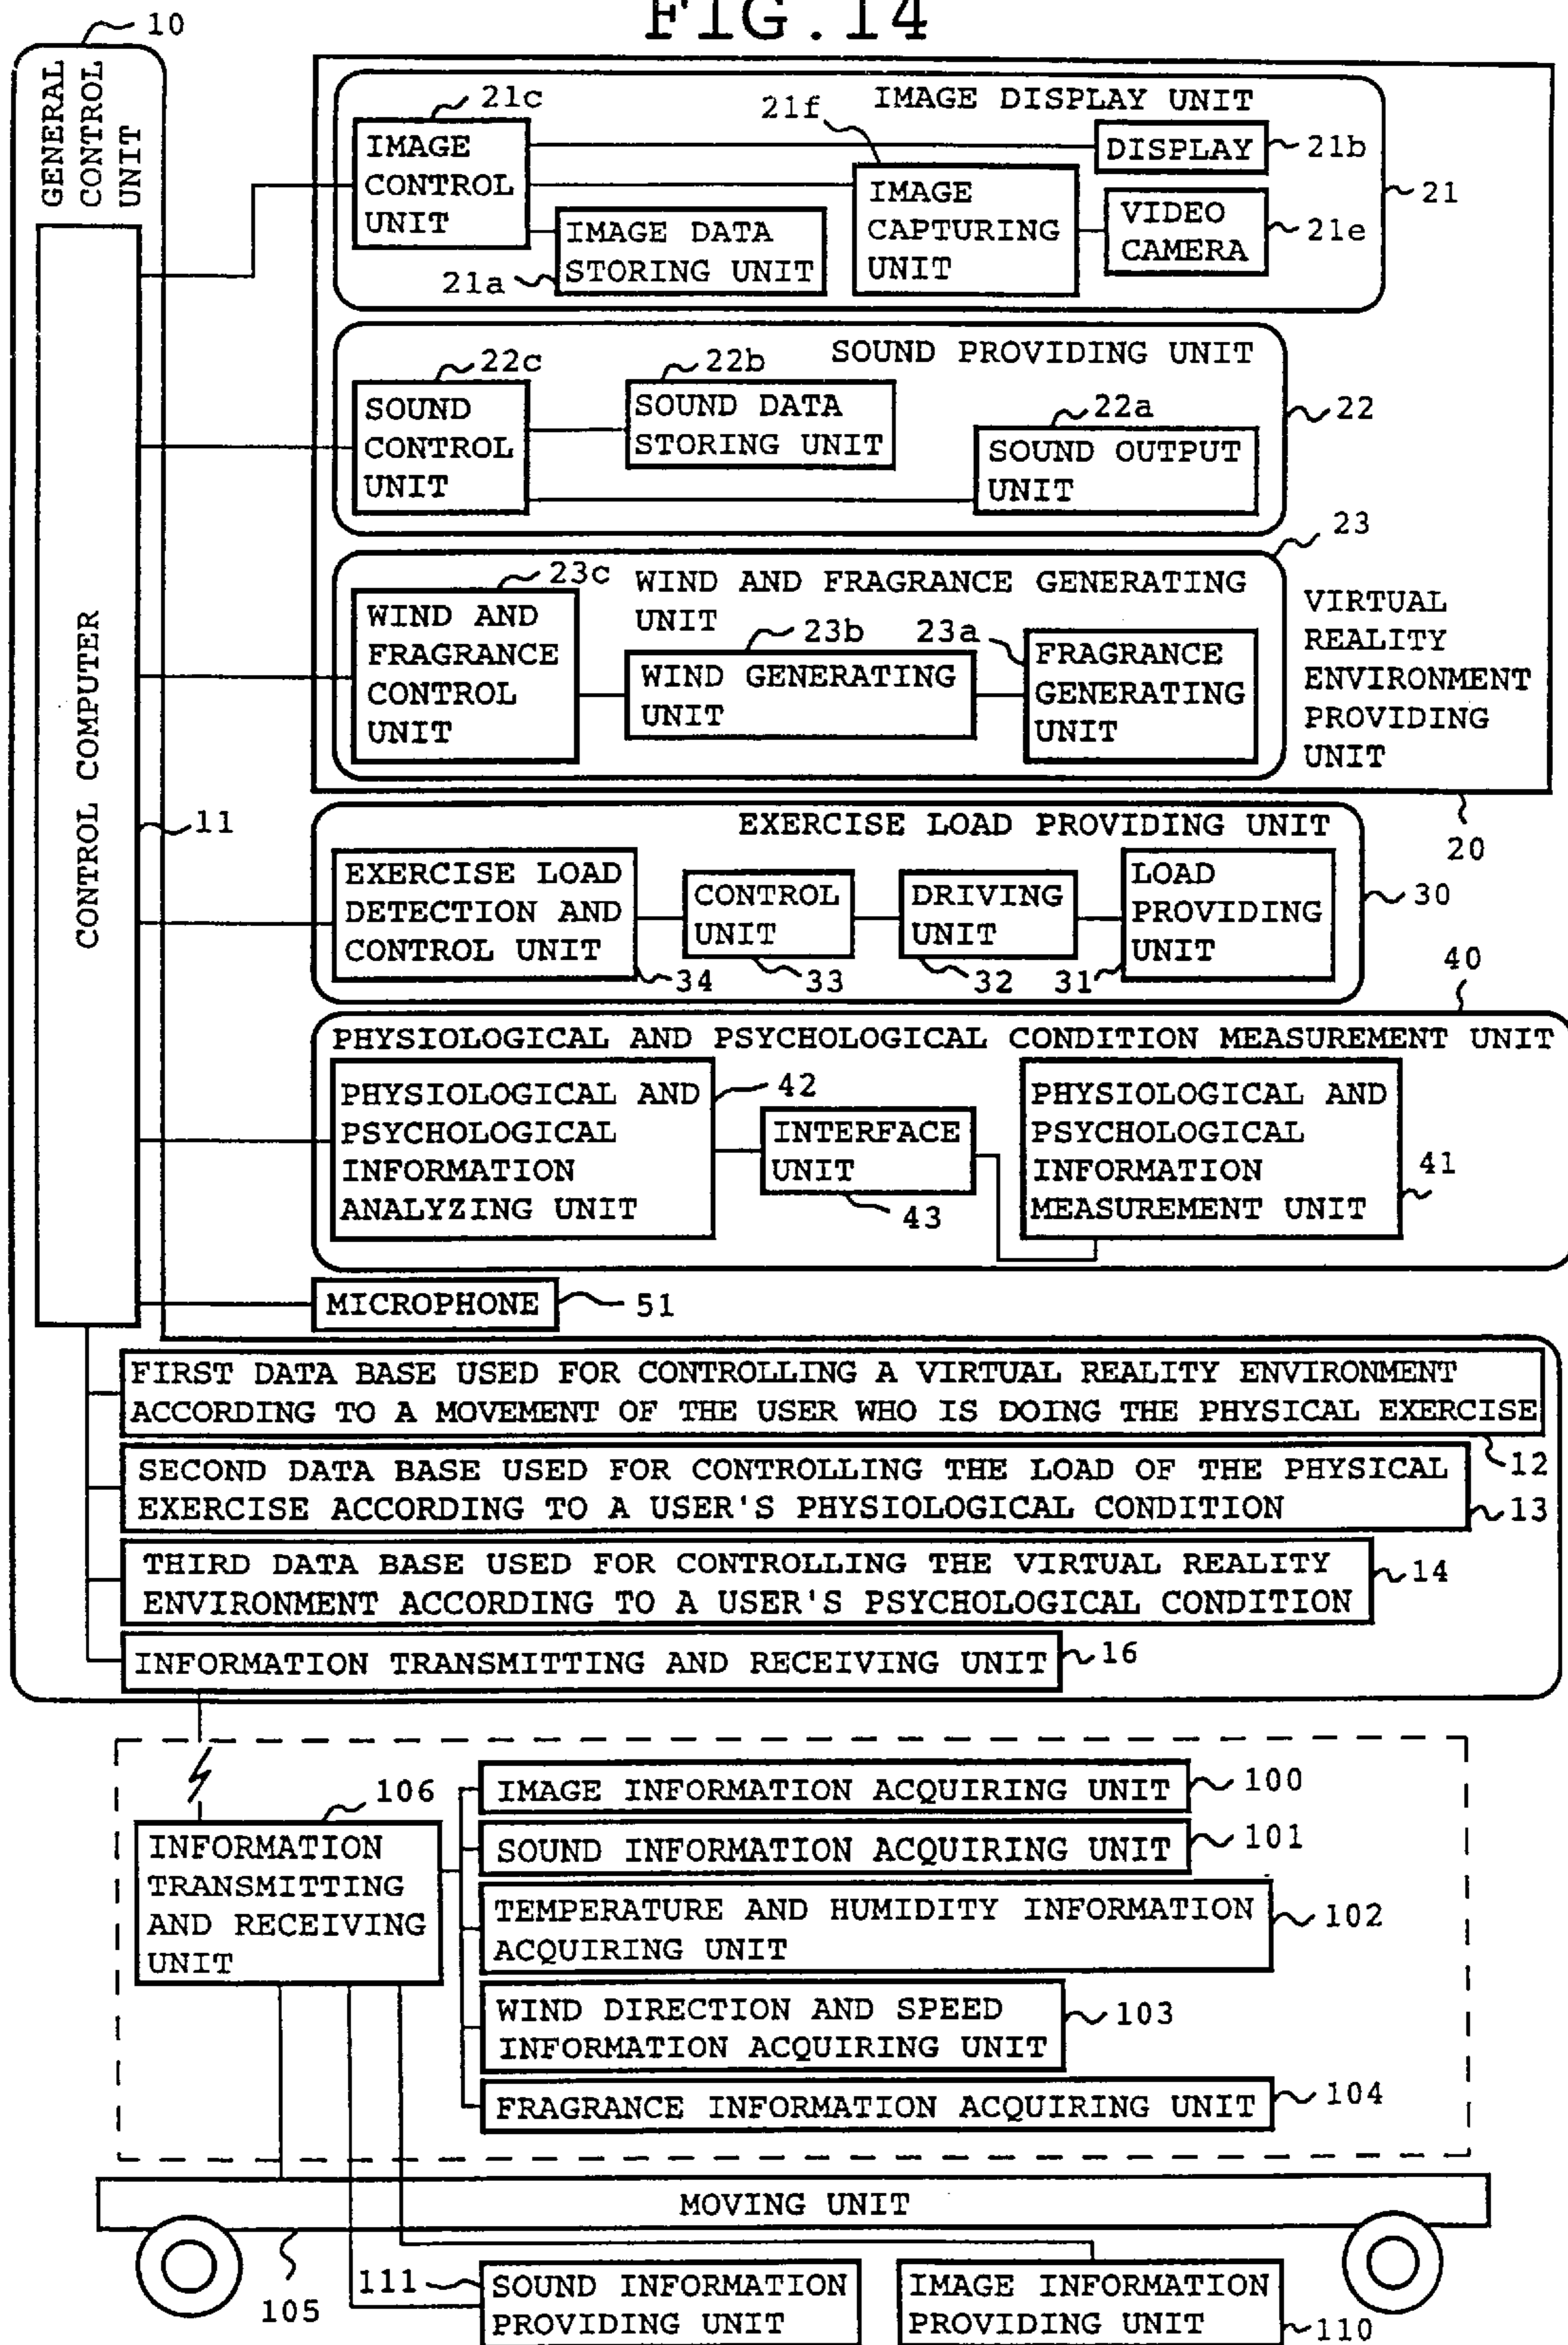 FIG.14
10
GENERAL
CONTROL
UNIT
CONTROL COMPUTER
11
IMAGE DISPLAY UNIT
21c
21f
IMAGE
CONTROL
UNIT
DISPLAY
21b
21
IMAGE
CAPTURING
UNIT
VIDEO
CAMERA
21e
IMAGE DATA
STORING UNIT
21a
SOUND PROVIDING UNIT
22c
22b
SOUND
CONTROL
UNIT
SOUND DATA
STORING UNIT
22a
22
SOUND OUTPUT
UNIT
23
23c
WIND AND FRAGRANCE GENERATING
UNIT
WIND AND
FRAGRANCE
CONTROL
UNIT
23b
23a
WIND GENERATING
UNIT
FRAGRANCE
GENERATING
UNIT
VIRTUAL
REALITY
ENVIRONMENT
PROVIDING
UNIT
20
EXERCISE LOAD PROVIDING UNIT
EXERCISE LOAD
DETECTION AND
CONTROL UNIT
34
CONTROL
UNIT
33
DRIVING
UNIT
32
LOAD
PROVIDING
UNIT
31
30
40
PHYSIOLOGICAL AND PSYCHOLOGICAL CONDITION MEASUREMENT UNIT
PHYSIOLOGICAL AND
PSYCHOLOGICAL
INFORMATION
ANALYZING UNIT
42
INTERFACE
UNIT
43
PHYSIOLOGICAL AND
PSYCHOLOGICAL
INFORMATION
MEASUREMENT UNIT
41
MICROPHONE
51
FIRST DATA BASE USED FOR CONTROLLING A VIRTUAL REALITY ENVIRONMENT
ACCORDING TO A MOVEMENT OF THE USER WHO IS DOING THE PHYSICAL EXERCISE
12
SECOND DATA BASE USED FOR CONTROLLING THE LOAD OF THE PHYSICAL
EXERCISE ACCORDING TO A USER'S PHYSIOLOGICAL CONDITION
13
THIRD DATA BASE USED FOR CONTROLLING THE VIRTUAL REALITY
ENVIRONMENT ACCORDING TO A USER'S PSYCHOLOGICAL CONDITION
14
INFORMATION TRANSMITTING AND RECEIVING UNIT
16
106
INFORMATION
TRANSMITTING
AND RECEIVING
UNIT
IMAGE INFORMATION ACQUIRING UNIT
100
SOUND INFORMATION ACQUIRING UNIT
101
TEMPERATURE AND HUMIDITY INFORMATION
ACQUIRING UNIT
102
WIND DIRECTION AND SPEED
INFORMATION ACQUIRING UNIT
103
FRAGRANCE INFORMATION ACQUIRING UNIT
104
MOVING UNIT
105
111
SOUND INFORMATION
PROVIDING UNIT
IMAGE INFORMATION
PROVIDING UNIT
110